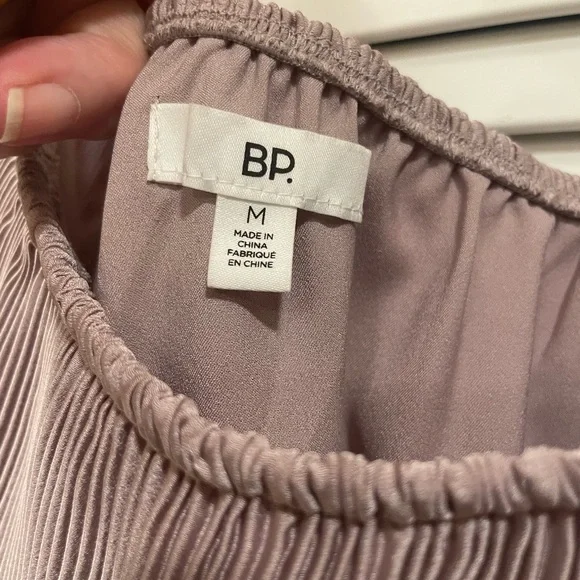 BP.
M
MADE IN
CHINA
FABRIQUÉ
EN CHINE